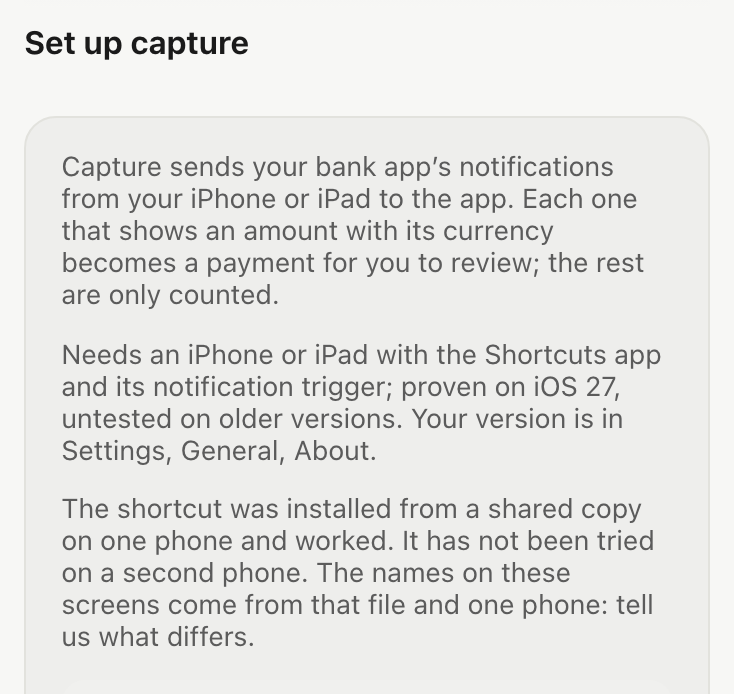 Set up capture
Capture sends your bank app’s notifications
from your iPhone or iPad to the app. Each one
that shows an amount with its currency
becomes a payment for you to review; the rest
are only counted.
Needs an iPhone or iPad with the Shortcuts app
and its notification trigger; proven on iOS 27,
untested on older versions. Your version is in
Settings, General, About.
The shortcut was installed from a shared copy
on one phone and worked. It has not been tried
on a second phone. The names on these
screens come from that file and one phone: tell
us what differs.